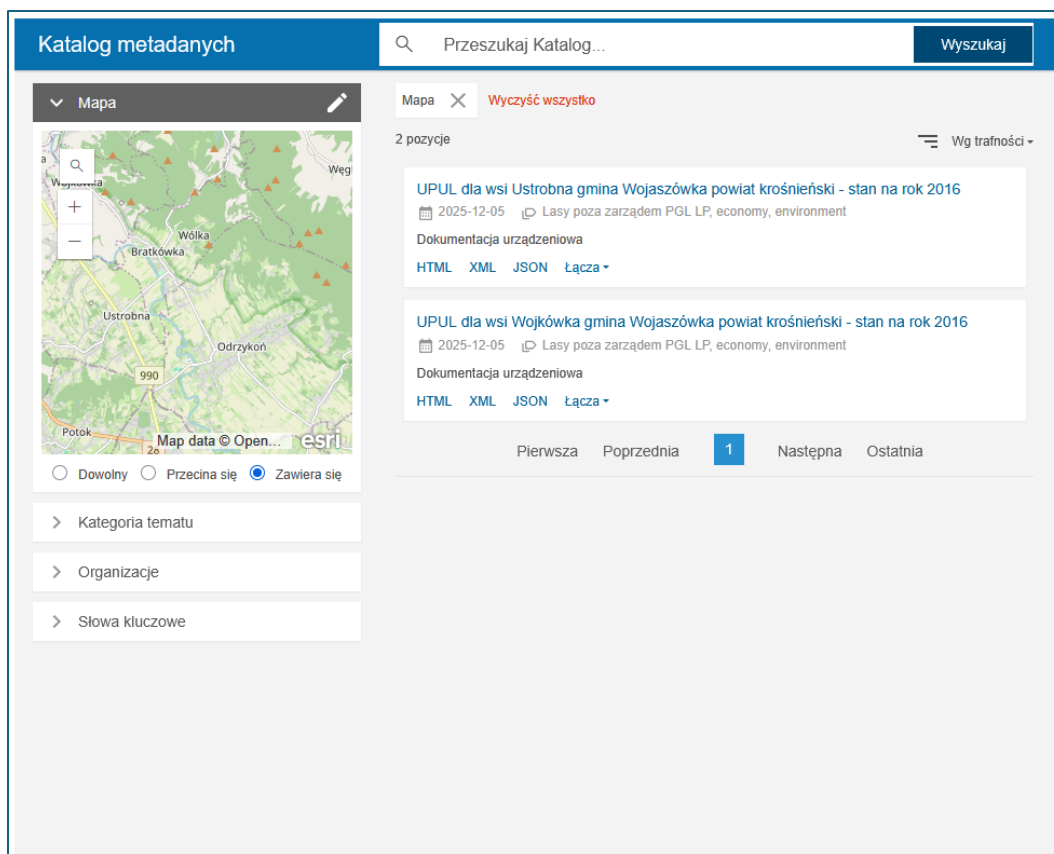 Katalog metadanych
Przeszukaj Katalog...
Wyszukaj
Mapa
Węgl
Wojkówka
Wólka
Bratkówka
Ustrobna
Odrzykoń
990
Potok
28
Map data © Open...
esri
Dowolny
Przecina się
Zawiera się
Kategoria tematu
Organizacje
Słowa kluczowe
Mapa
Wyczyść wszystko
2 pozycje
Wg trafności
UPUL dla wsi Ustrobna gmina Wojaszówka powiat krośnieński - stan na rok 2016
2025-12-05 Lasy poza zarządem PGL LP, economy, environment
Dokumentacja urządzeniowa
HTML XML JSON Łącza
UPUL dla wsi Wojkówka gmina Wojaszówka powiat krośnieński - stan na rok 2016
2025-12-05 Lasy poza zarządem PGL LP, economy, environment
Dokumentacja urządzeniowa
HTML XML JSON Łącza
Pierwsza Poprzednia 1 Następna Ostatnia